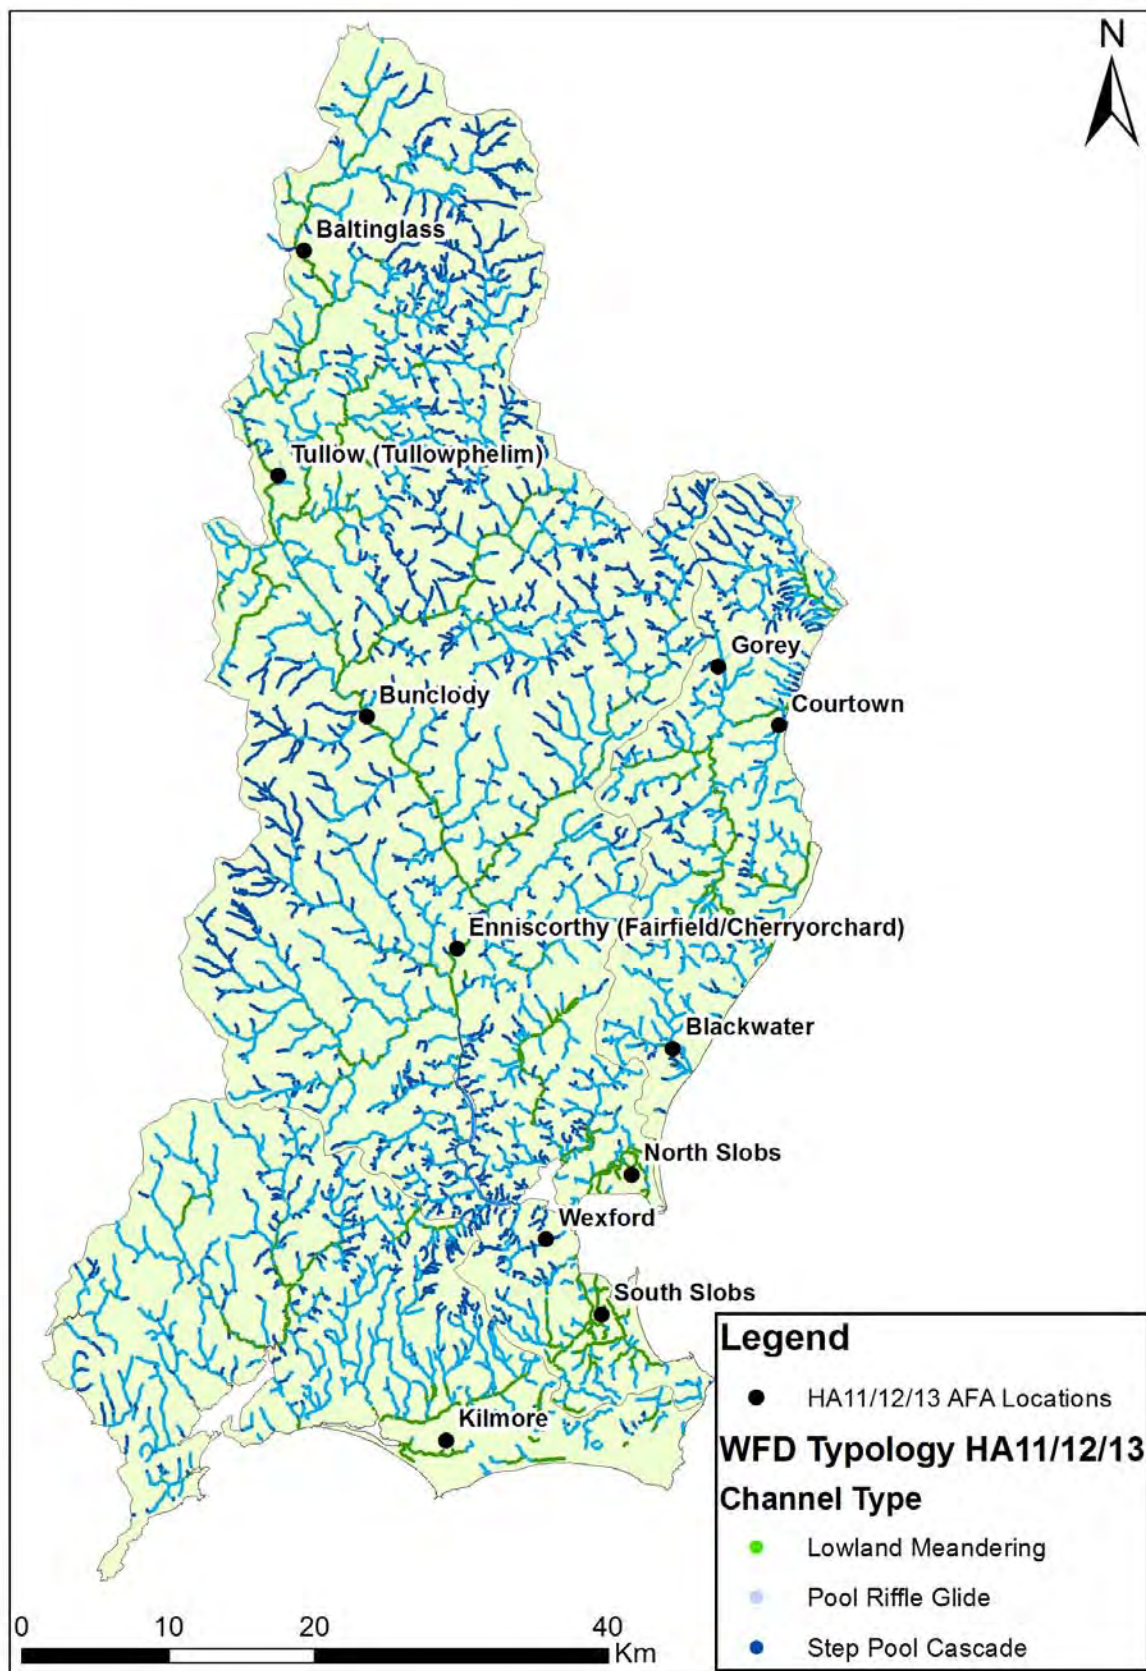 N
Baltinglass
Tullow (Tullowphelim)
Gorey
Bunclody
Courtown
Enniscorthy (Fairfield/Cherryorchard)
Blackwater
North Slobs
Wexford
South Slobs
Kilmore
Legend
HA11/12/13 AFA Locations
WFD Typology HA11/12/13
Channel Type
Lowland Meandering
Pool Riffle Glide
Step Pool Cascade
0 10 20 40
Km